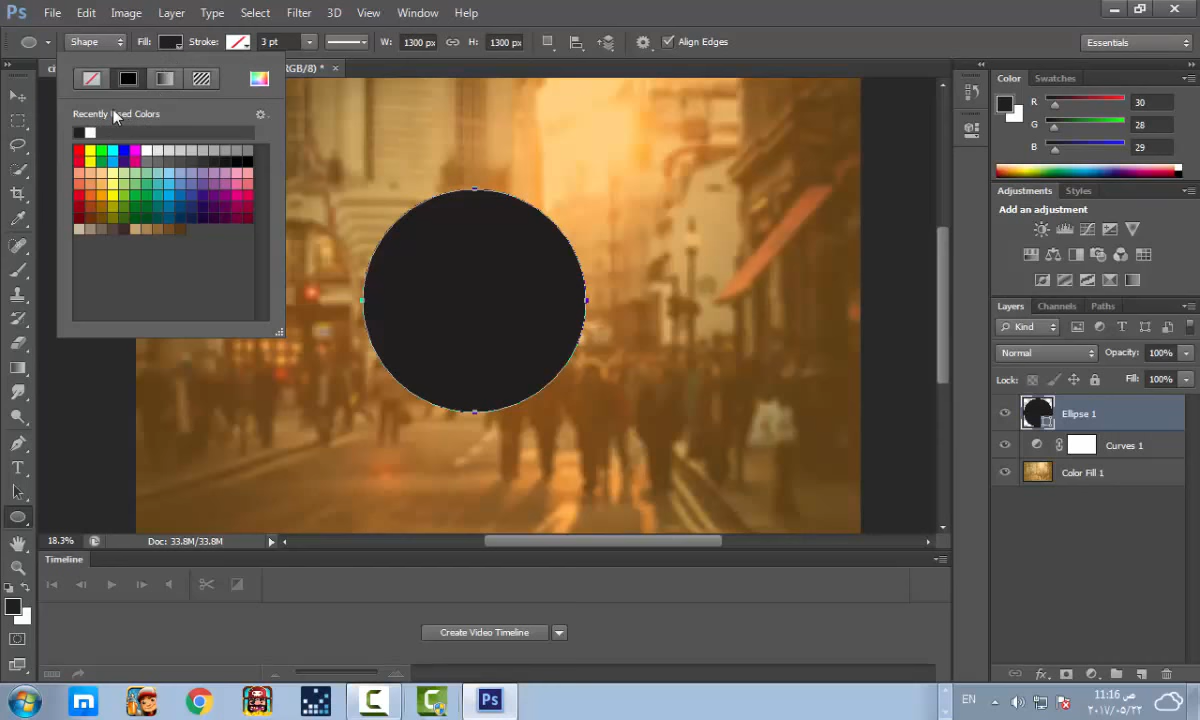 Ps File Edit Image Layer Type Select Filter 3D View Window Help
Shape Fill: Stroke: 3 pt W: 1300 px H: 1300 px Align Edges Essentials
RGB/8) * ×
Recently Used Colors
Color Swatches
R 30
G 28
B 29
Adjustments Styles
Add an adjustment
Layers Channels Paths
Kind
Normal Opacity: 100%
Lock: Fill: 100%
Ellipse 1
Curves 1
Color Fill 1
18.3% Doc: 33.8M/33.8M
Timeline
Create Video Timeline
EN
11:16 ص
٢٠١٧/٠٥/٢٢